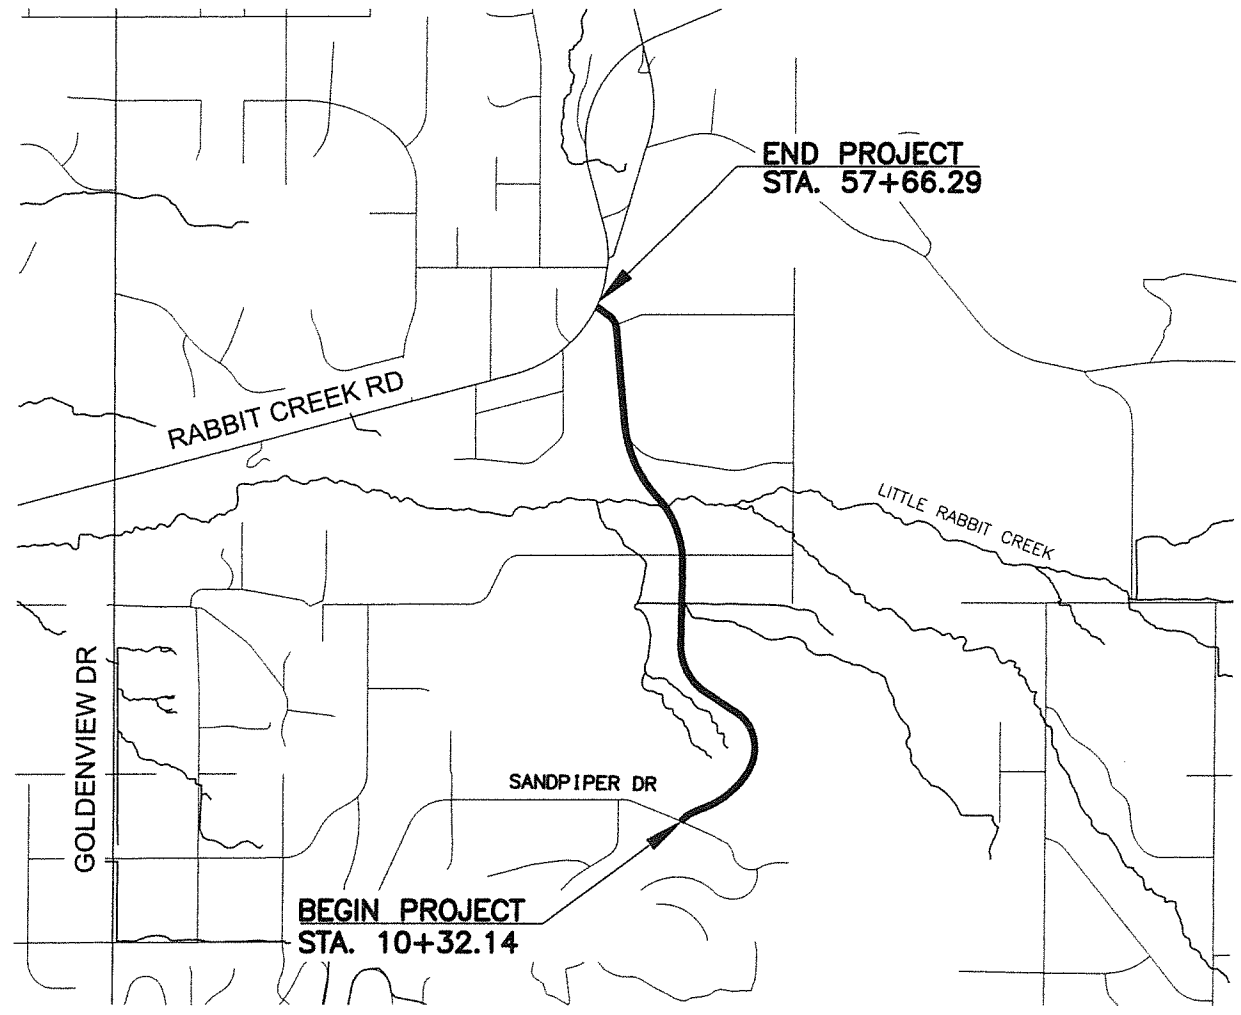 END PROJECT
STA. 57+66.29
RABBIT CREEK RD
LITTLE RABBIT CREEK
GOLDENVIEW DR
SANDPIPER DR
BEGIN PROJECT
STA. 10+32.14